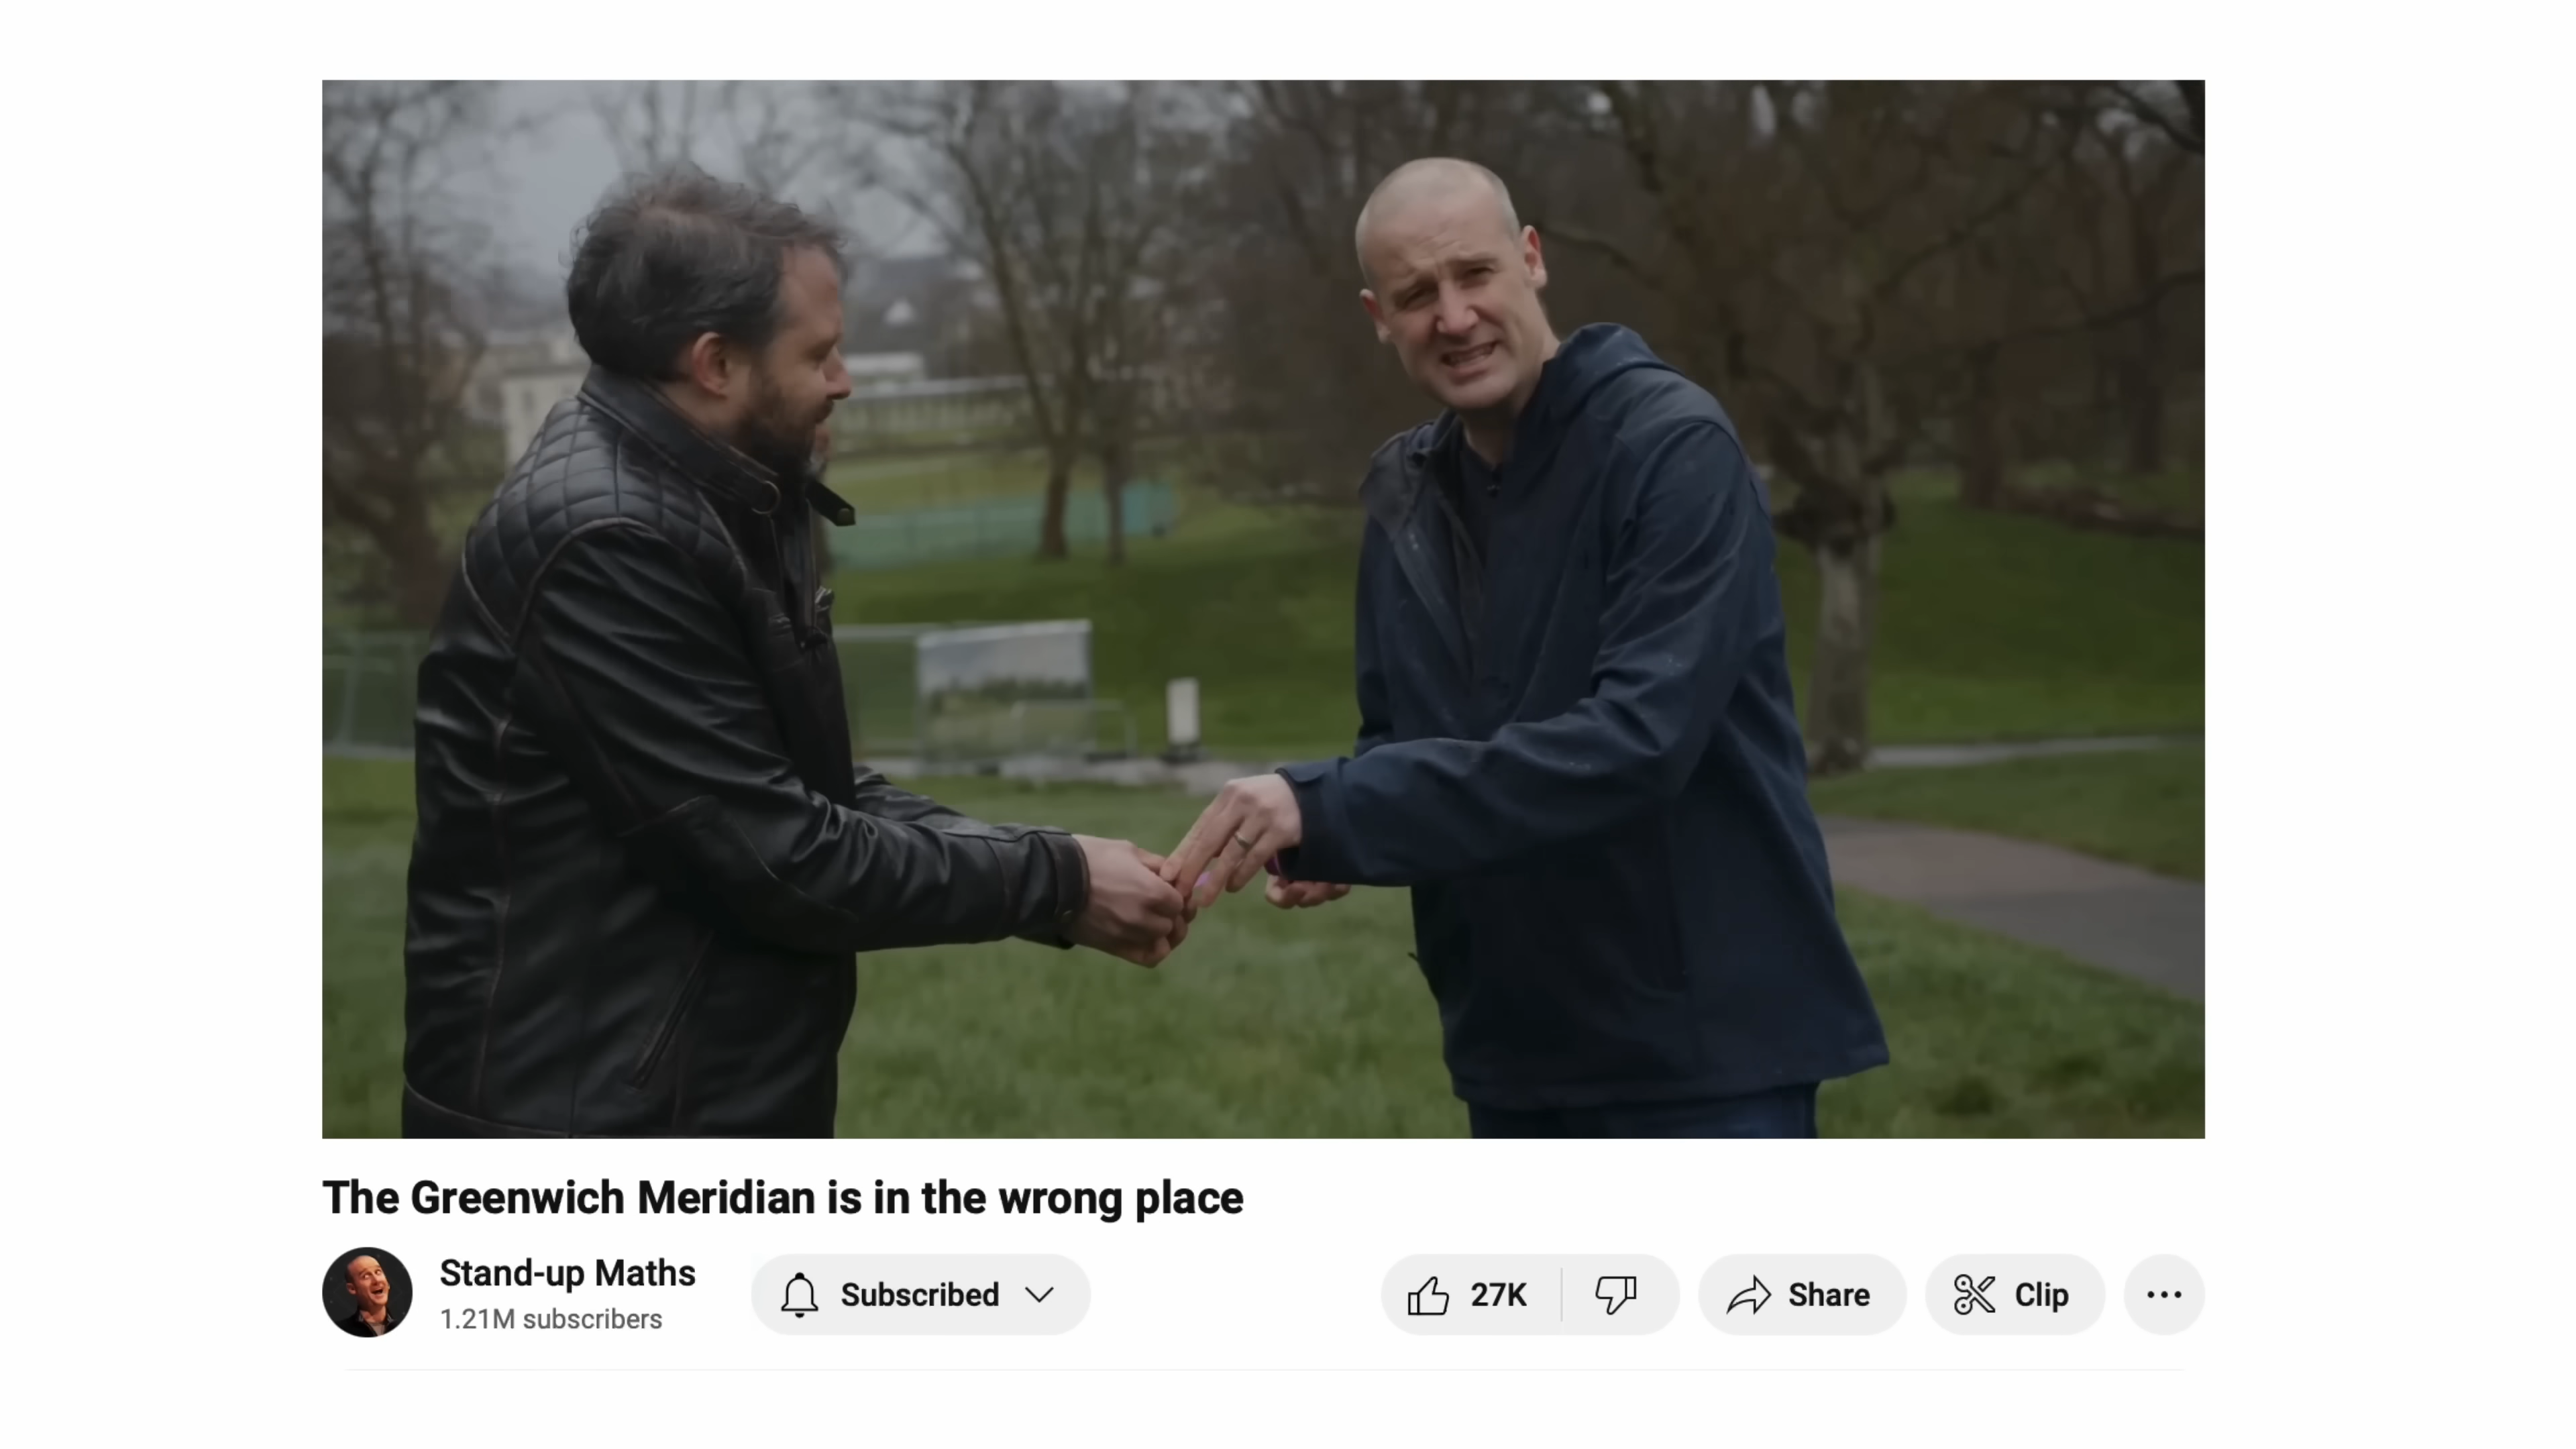 The Greenwich Meridian is in the wrong place
Stand-up Maths
1.21M subscribers
Subscribed
27K
Share
Clip